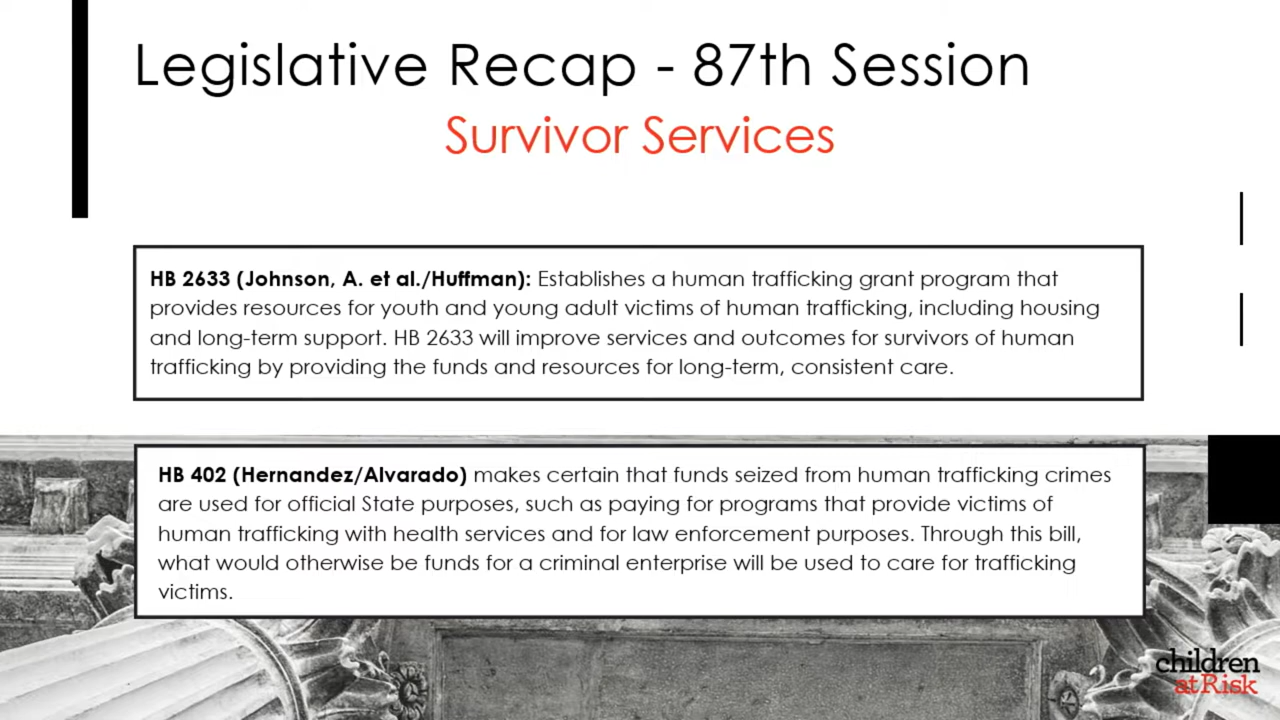 Legislative Recap - 87th Session
Survivor Services
HB 2633 (Johnson, A. et al./Huffman): Establishes a human trafficking grant program that
provides resources for youth and young adult victims of human trafficking, including housing
and long-term support. HB 2633 will improve services and outcomes for survivors of human
trafficking by providing the funds and resources for long-term, consistent care.
HB 402 (Hernandez/Alvarado) makes certain that funds seized from human trafficking crimes
are used for official State purposes, such as paying for programs that provide victims of
human trafficking with health services and for law enforcement purposes. Through this bill,
what would otherwise be funds for a criminal enterprise will be used to care for trafficking
victims.
children
at Risk